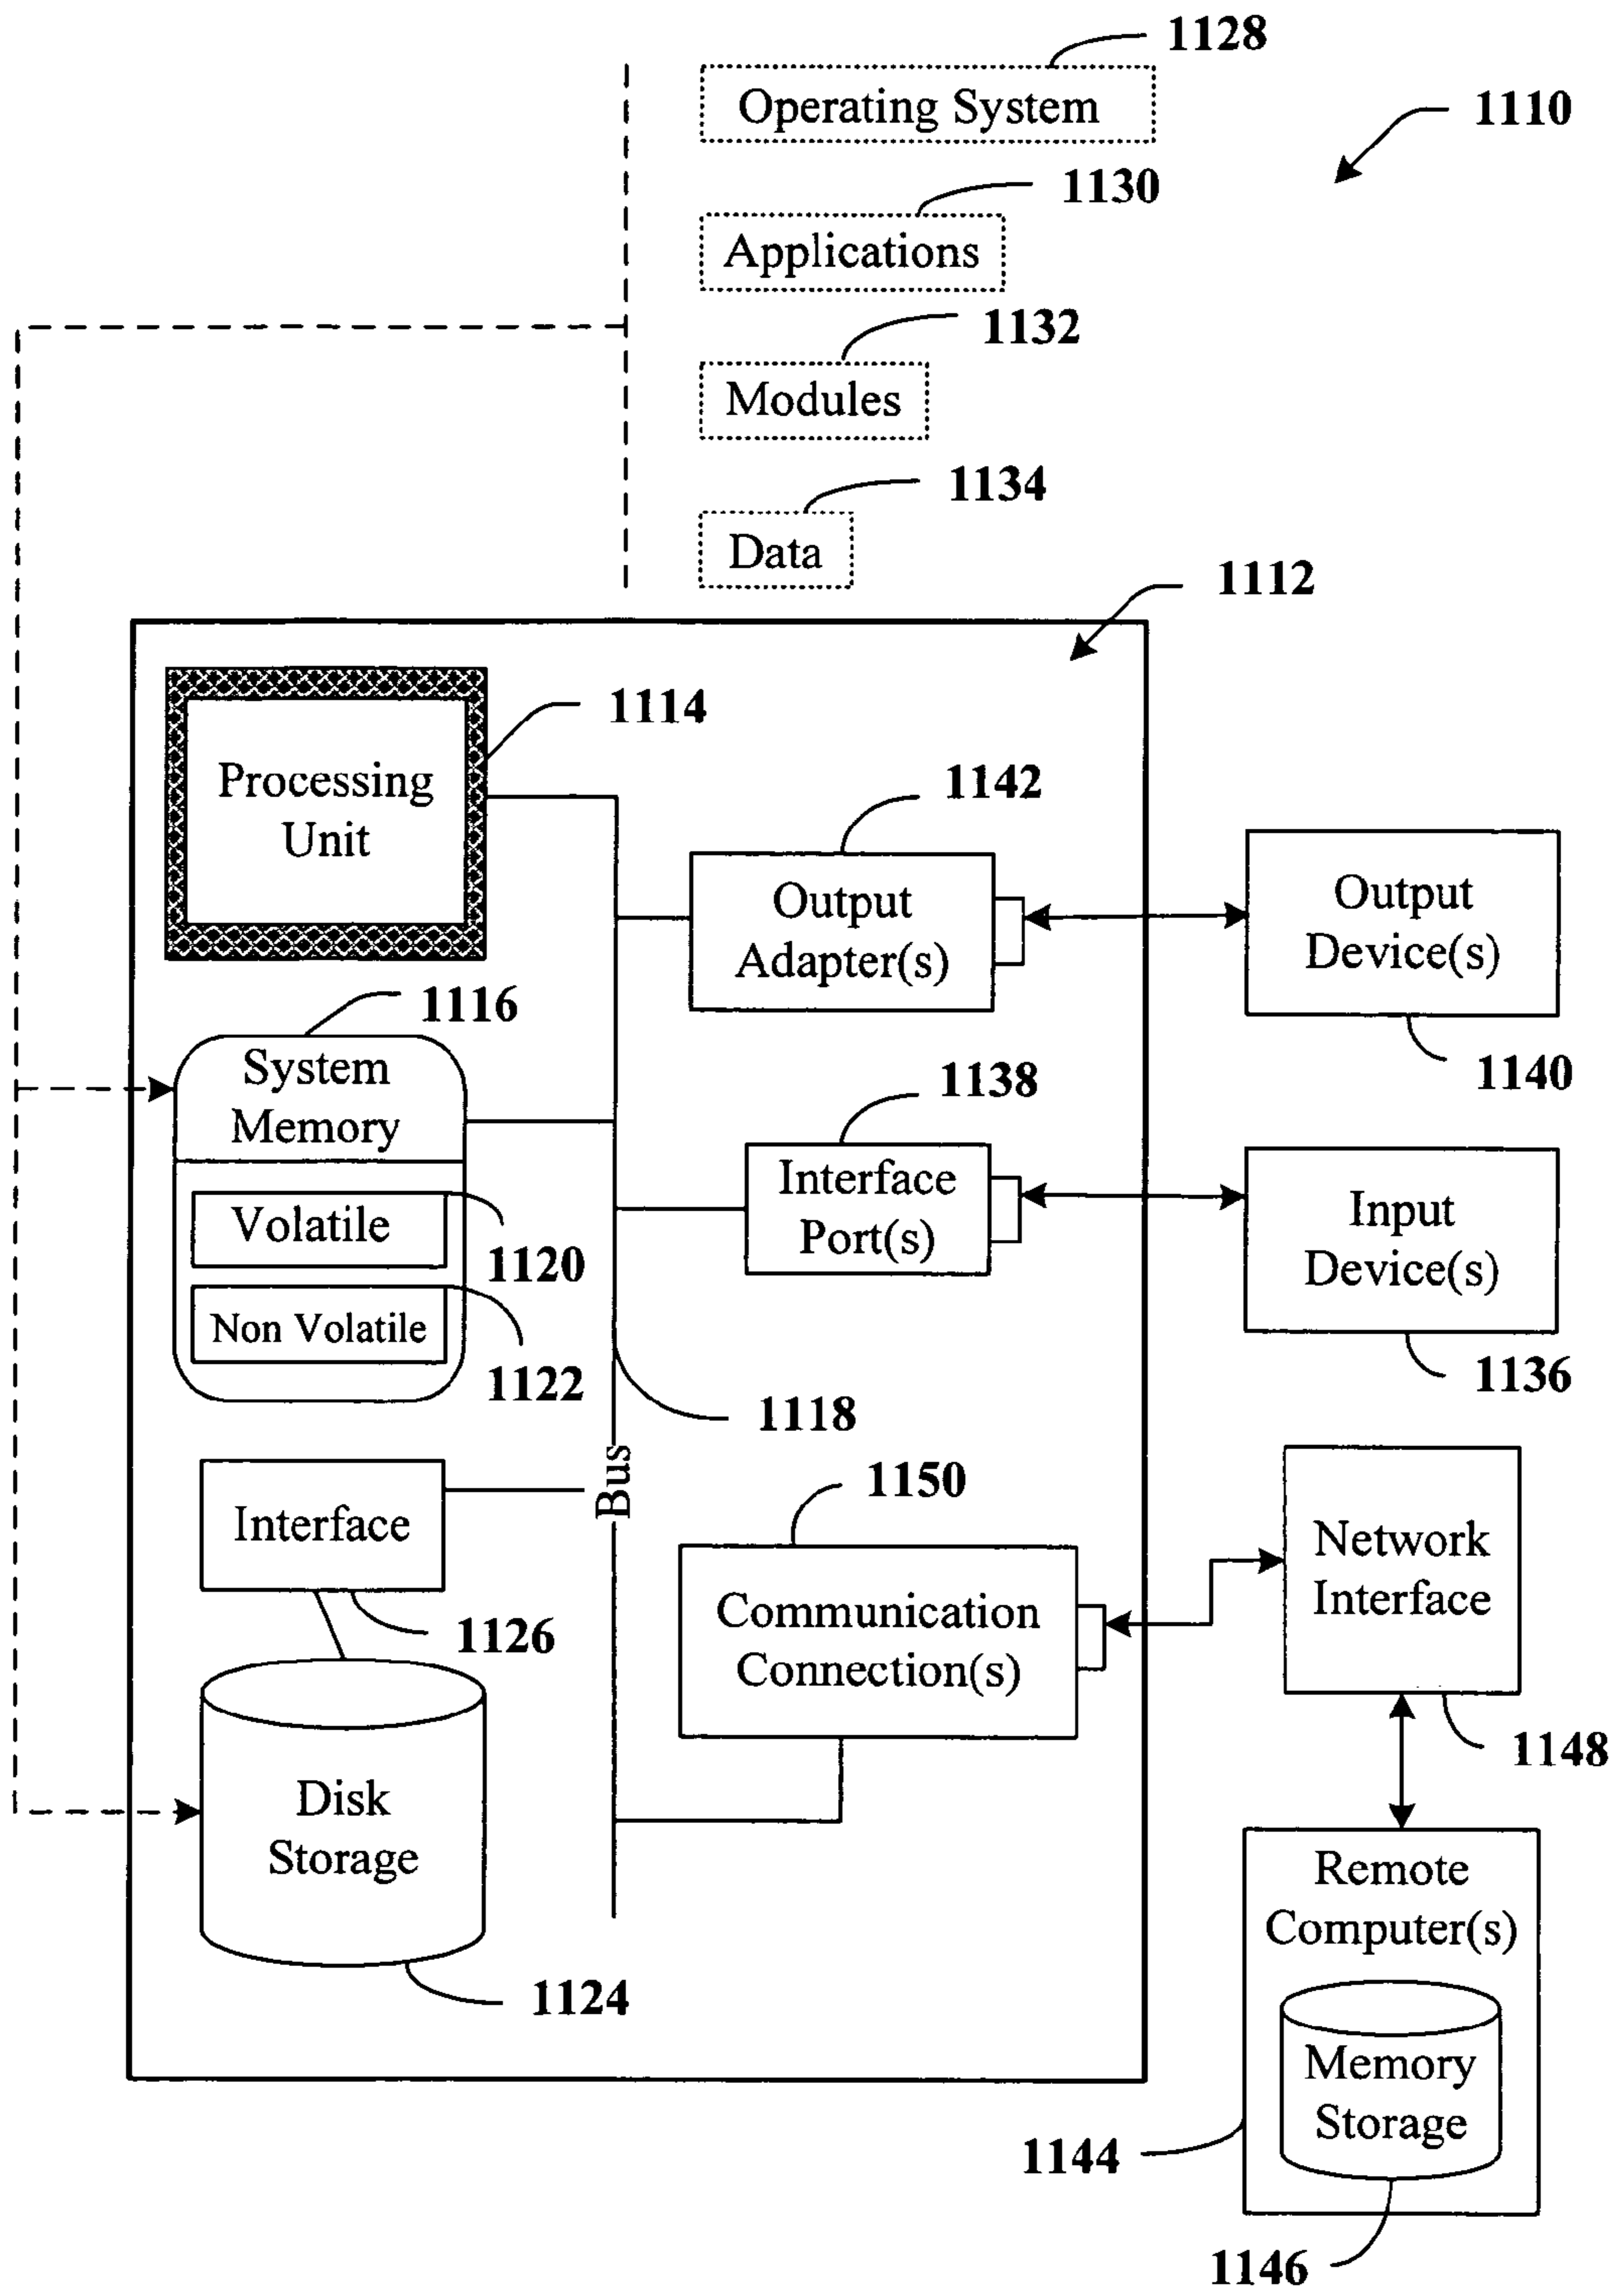 1128
Operating System
1110
1130
Applications
1132
Modules
1134
Data
1112
1114
Processing
Unit
1142
Output
Adapter(s)
Output
Device(s)
1140
1116
System
Memory
1138
Interface
Port(s)
Input
Device(s)
1136
Volatile
1120
Non Volatile
1122
1118
Bus
Interface
1126
1150
Communication
Connection(s)
Network
Interface
1148
Disk
Storage
1124
Remote
Computer(s)
Memory
Storage
1144
1146